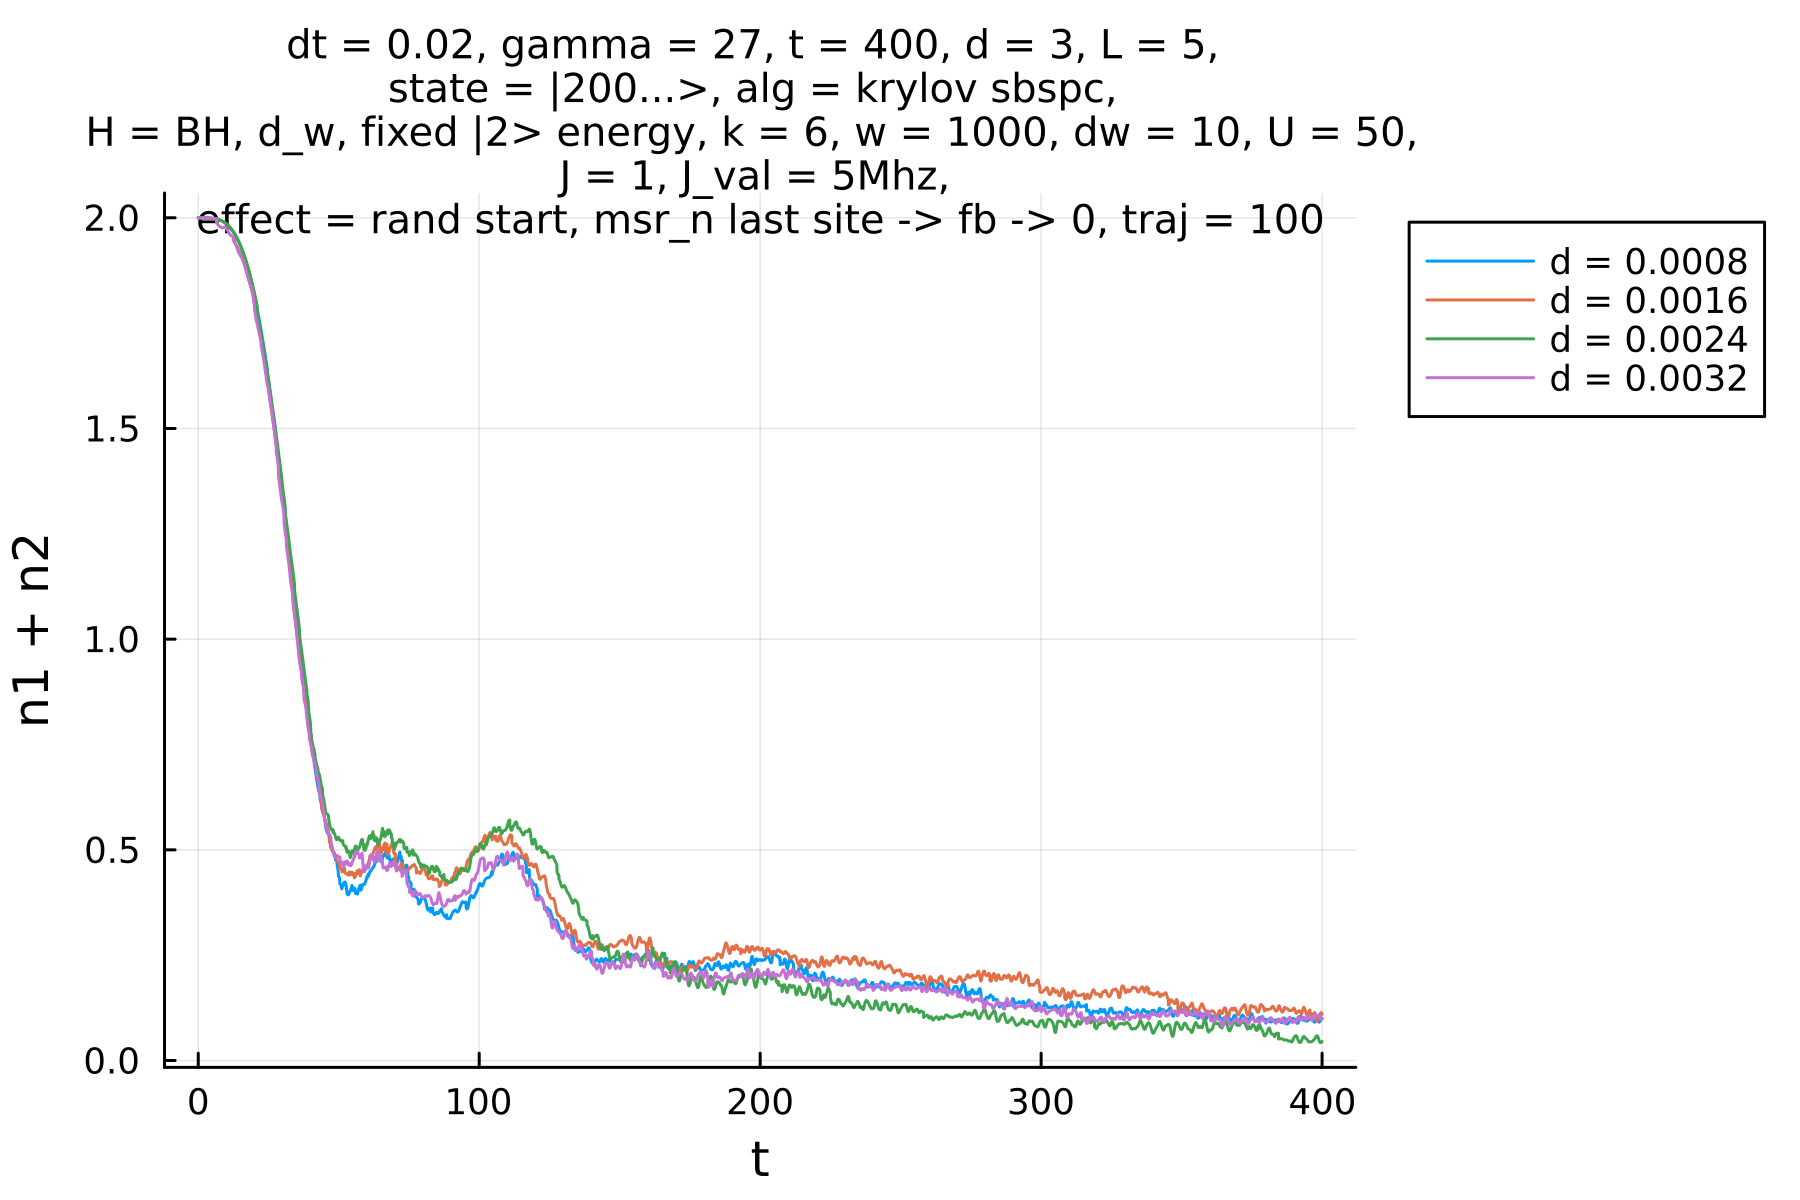 dt = 0.02, gamma = 27, t = 400, d = 3, L = 5,
state = |200...>, alg = krylov sbspc,
H = BH, d_w, fixed |2> energy, k = 6, w = 1000, dw = 10, U = 50,
J = 1, J_val = 5Mhz,
effect = rand start, msr_n last site -> fb -> 0, traj = 100
2.0
1.5
1.0
0.5
0.0
n1 + n2
0 100 200 300 400
t
d = 0.0008
d = 0.0016
d = 0.0024
d = 0.0032